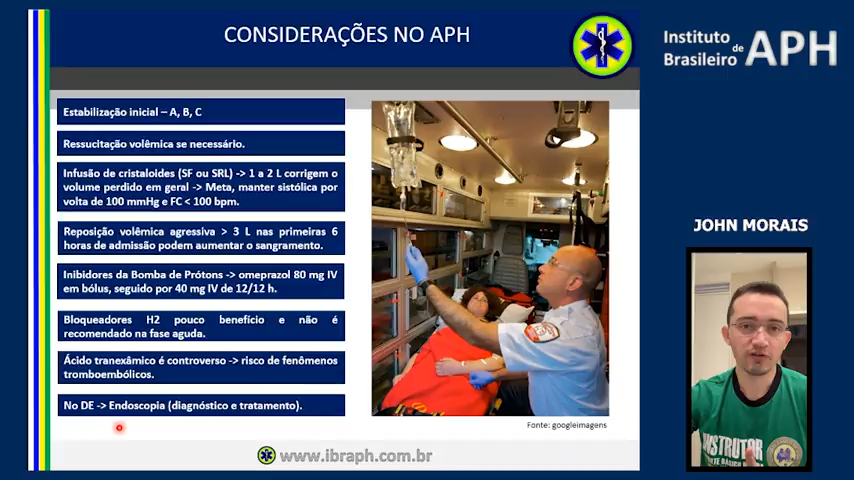 CONSIDERAÇÕES NO APH
Instituto
de
Brasileiro
APH
Estabilização inicial – A, B, C
Ressucitação volêmica se necessário.
Infusão de cristaloides (SF ou SRL) -> 1 a 2 L corrigem o
volume perdido em geral -> Meta, manter sistólica por
volta de 100 mmHg e FC < 100 bpm.
Reposição volêmica agressiva > 3 L nas primeiras 6
horas de admissão podem aumentar o sangramento.
Inibidores da Bomba de Prótons -> omeprazol 80 mg IV
em bólus, seguido por 40 mg IV de 12/12 h.
Bloqueadores H2 pouco benefício e não é
recomendado na fase aguda.
Ácido tranexâmico é controverso -> risco de fenômenos
tromboembólicos.
No DE -> Endoscopia (diagnóstico e tratamento).
Fonte: googleimagens
www.ibraph.com.br
JOHN MORAIS